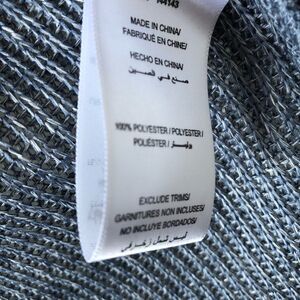 A4143
MADE IN CHINA/
FABRIQUÉ EN CHINE/
HECHO EN CHINA/
صنع في الصين
100% POLYESTER / POLYESTER /
POLIÉSTER / بوليستر
EXCLUDE TRIMS/
GARNITURES NON INCLUSES/
NO INCLUYE BORDADOS/